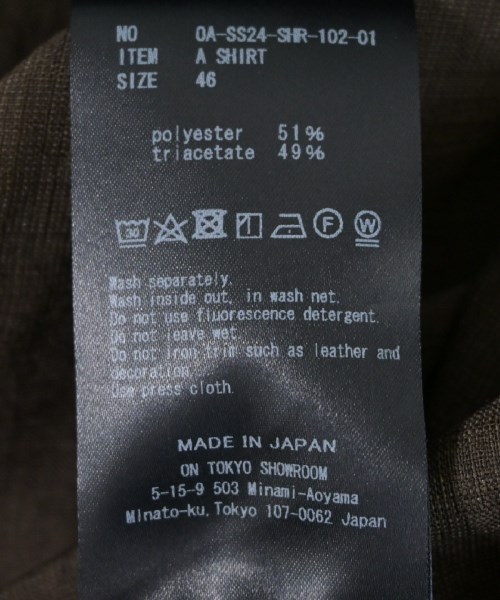 NO OA-SS24-SHR-102-01
ITEM A SHIRT
SIZE 46
polyester 51%
triacetate 49%
30 F W
Wash separately.
Wash inside out, in wash net.
Do not use fluorescence detergent.
Do not leave wet.
Do not iron trim such as leather and
decoration.
Use press cloth.
MADE IN JAPAN
ON TOKYO SHOWROOM
5-15-9 503 Minami-Aoyama
Minato-ku, Tokyo 107-0062 Japan